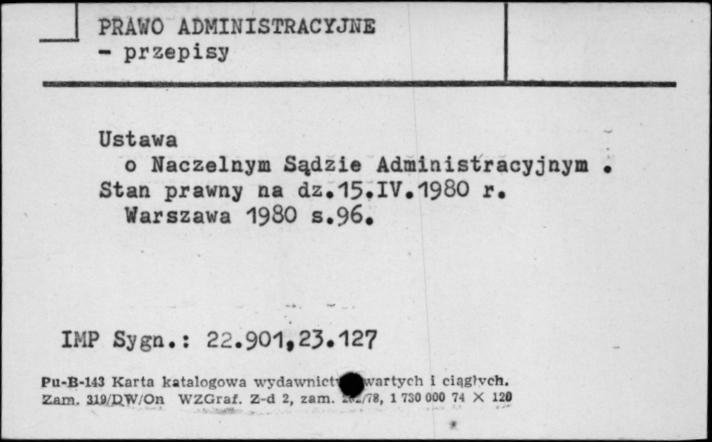 PRAWO ADMINISTRACYJNE
- przepisy
Ustawa
o Naczelnym Sądzie Administracyjnym .
Stan prawny na dz.15.IV.1980 r.
Warszawa 1980 s.96.
IMP Sygn.: 22.901,23.127
Pu-B-143 Karta katalogowa i ciągłych.
Zam. 319/DW/On WZGraf. Z-d 2, zam. /78, 1 730 000 74 X 120